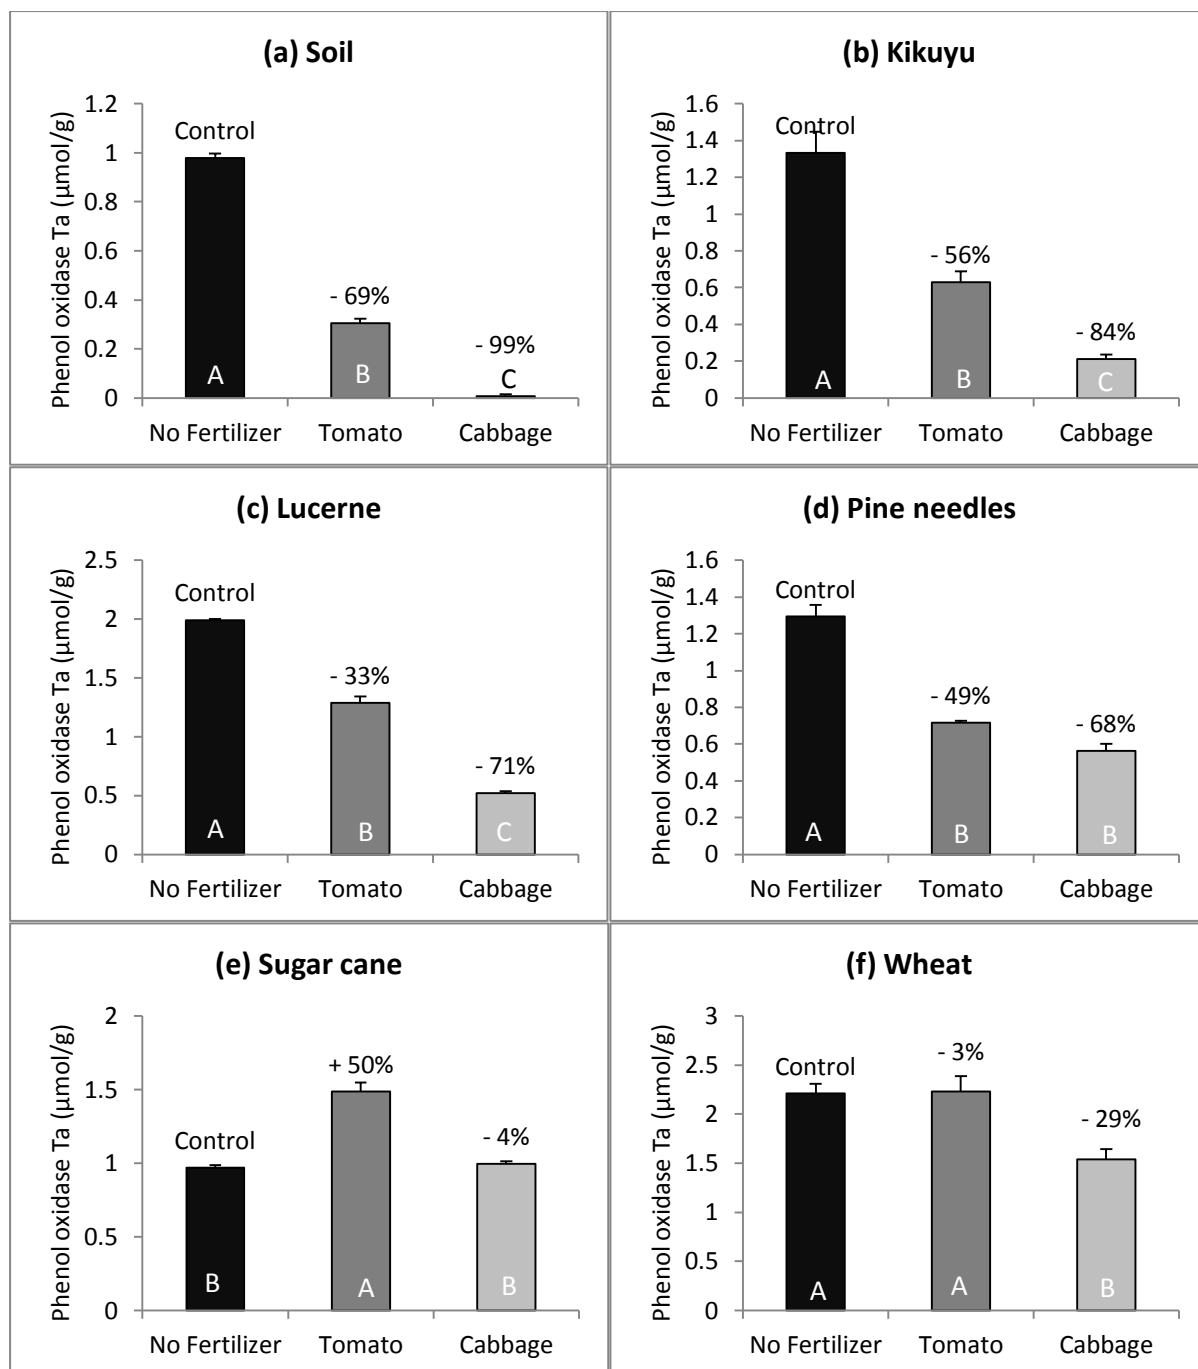 (a) Soil
Phenol oxidase Ta (µmol/g)
1.2
1
0.8
0.6
0.4
0.2
0
Control
- 69%
- 99%
A
B
C
No Fertilizer Tomato Cabbage
(b) Kikuyu
Phenol oxidase Ta (µmol/g)
1.6
1.4
1.2
1
0.8
0.6
0.4
0.2
0
Control
- 56%
- 84%
A
B
C
No Fertilizer Tomato Cabbage
(c) Lucerne
Phenol oxidase Ta (µmol/g)
2.5
2
1.5
1
0.5
0
Control
- 33%
- 71%
A
B
C
No Fertilizer Tomato Cabbage
(d) Pine needles
Phenol oxidase Ta (µmol/g)
1.6
1.4
1.2
1
0.8
0.6
0.4
0.2
0
Control
- 49%
- 68%
A
B
B
No Fertilizer Tomato Cabbage
(e) Sugar cane
Phenol oxidase Ta (µmol/g)
2
1.5
1
0.5
0
Control
+ 50%
- 4%
B
A
B
No Fertilizer Tomato Cabbage
(f) Wheat
Phenol oxidase Ta (µmol/g)
3
2.5
2
1.5
1
0.5
0
Control
- 3%
- 29%
A
A
B
No Fertilizer Tomato Cabbage